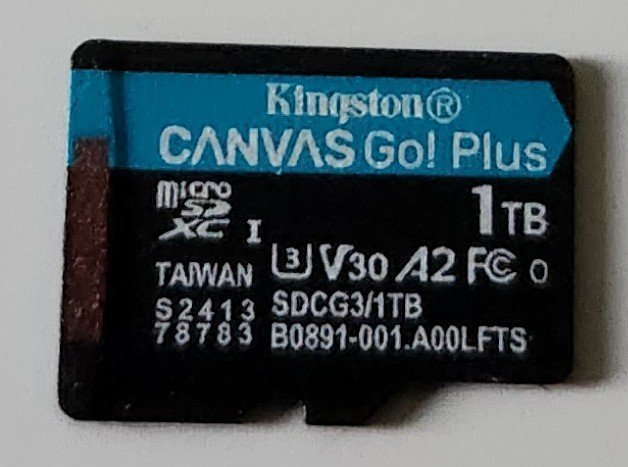 Kingston®
CANVAS Go! Plus
micro SD XC I
1TB
TAIWAN
U3 V30 A2 FC 0
S2413
78783
SDCG3/1TB
B0891-001.A00LFTS